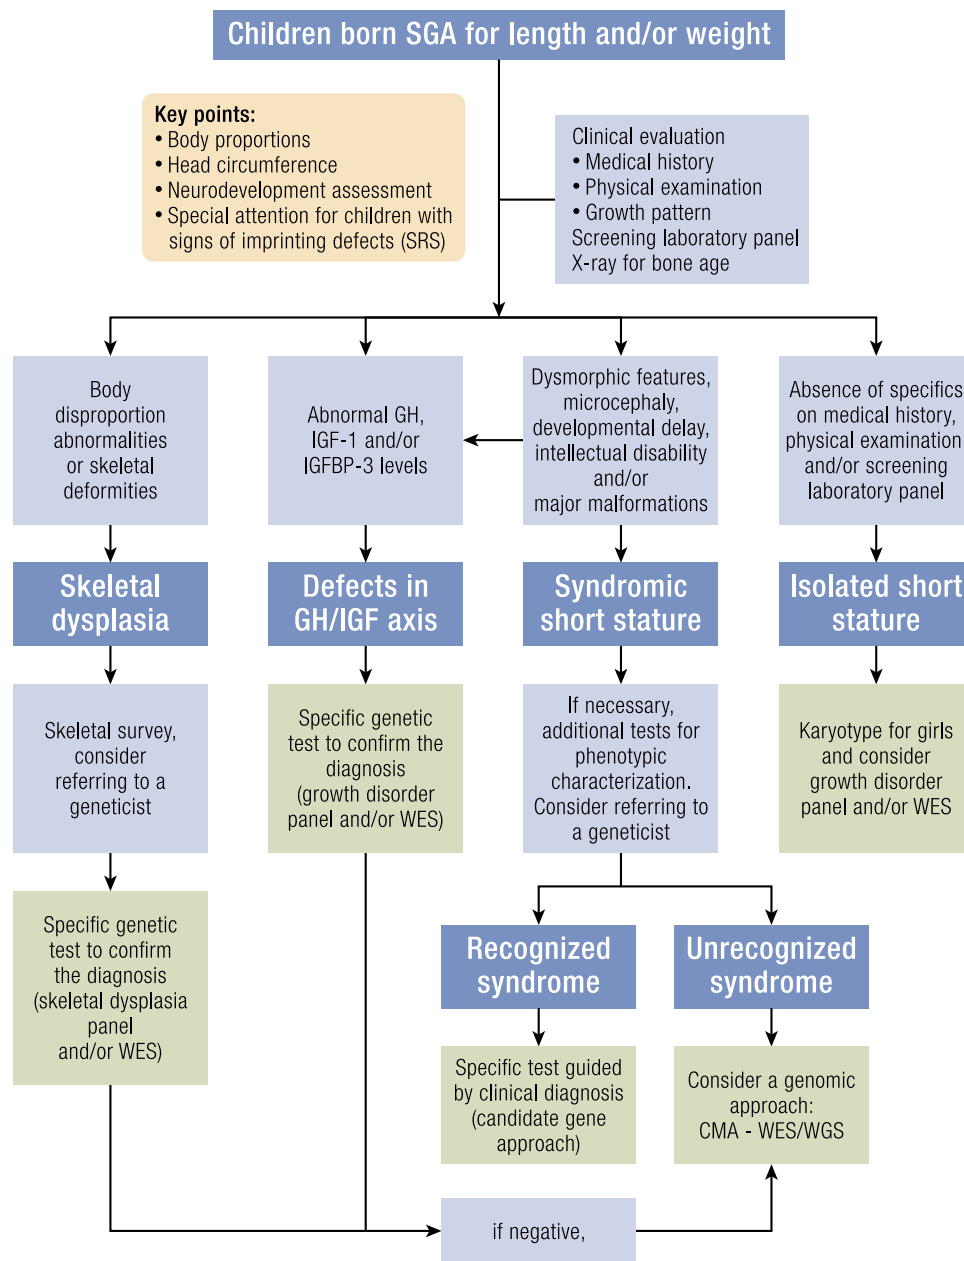 Children born SGA for length and/or weight
Key points:
• Body proportions
• Head circumference
• Neurodevelopment assessment
• Special attention for children with
signs of imprinting defects (SRS)
Clinical evaluation
• Medical history
• Physical examination
• Growth pattern
Screening laboratory panel
X-ray for bone age
Body
disproportion
abnormalities
or skeletal
deformities
Abnormal GH,
IGF-1 and/or
IGFBP-3 levels
Dysmorphic features,
microcephaly,
developmental delay,
intellectual disability
and/or
major malformations
Absence of specifics
on medical history,
physical examination
and/or screening
laboratory panel
Skeletal
dysplasia
Defects in
GH/IGF axis
Syndromic
short stature
Isolated short
stature
Skeletal survey,
consider
referring to a
geneticist
Specific genetic
test to confirm the
diagnosis
(growth disorder
panel and/or WES)
If necessary,
additional tests for
phenotypic
characterization.
Consider referring to
a geneticist
Karyotype for girls
and consider
growth disorder
panel and/or WES
Specific genetic
test to confirm
the diagnosis
(skeletal dysplasia
panel
and/or WES)
Recognized
syndrome
Unrecognized
syndrome
Specific test guided
by clinical diagnosis
(candidate gene
approach)
Consider a genomic
approach:
CMA - WES/WGS
if negative,